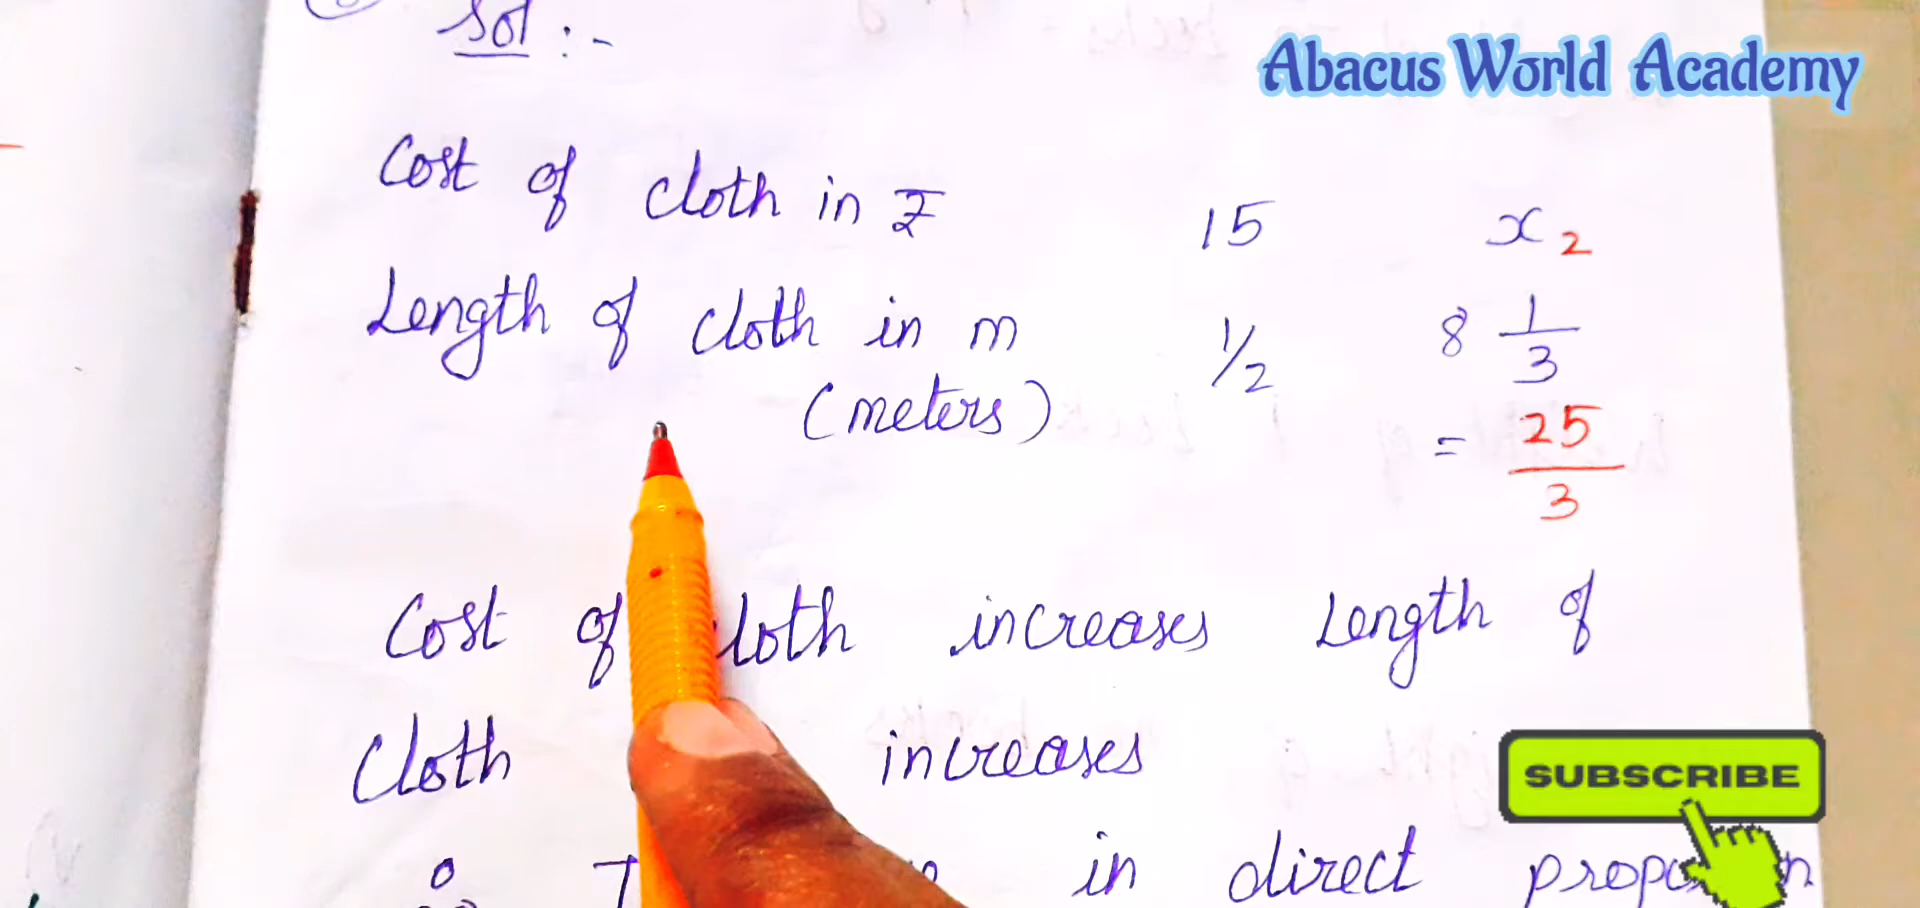 Sol :-
Abacus World Academy
Cost of cloth in ₹ 15 x 2
Length of cloth in m 1/2 8 1/3
(meters) = 25/3
Cost of cloth increases Length of
Cloth increases
in direct
SUBSCRIBE